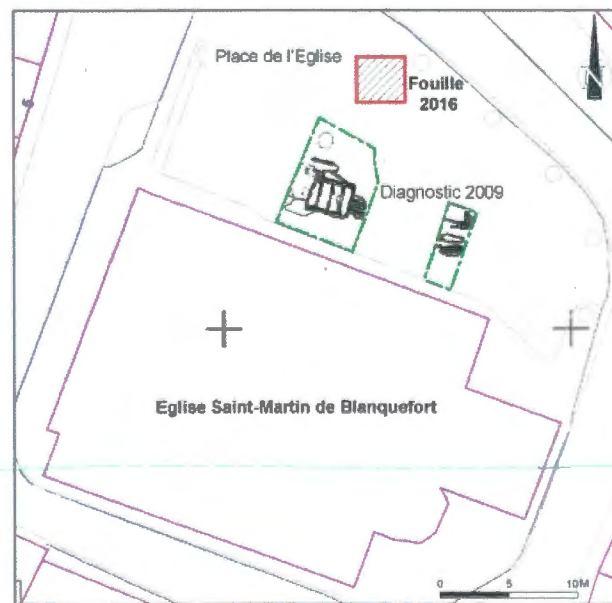 Place de l'Eglise
Fouille
2016
N
Diagnostic 2009
Eglise Saint-Martin de Blanquefort
0 5 10M